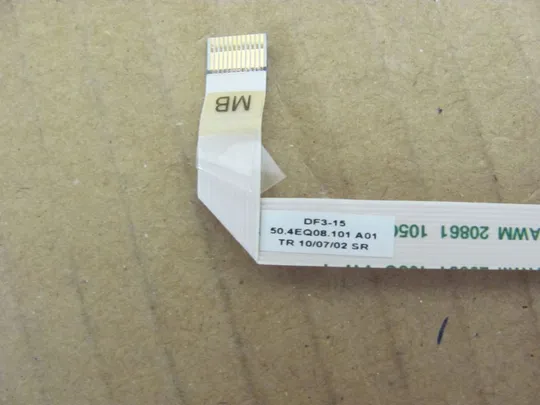 MB
DF3-15
50.4EQ08.101 A01
TR 10/07/02 SR
AWM 20861 105